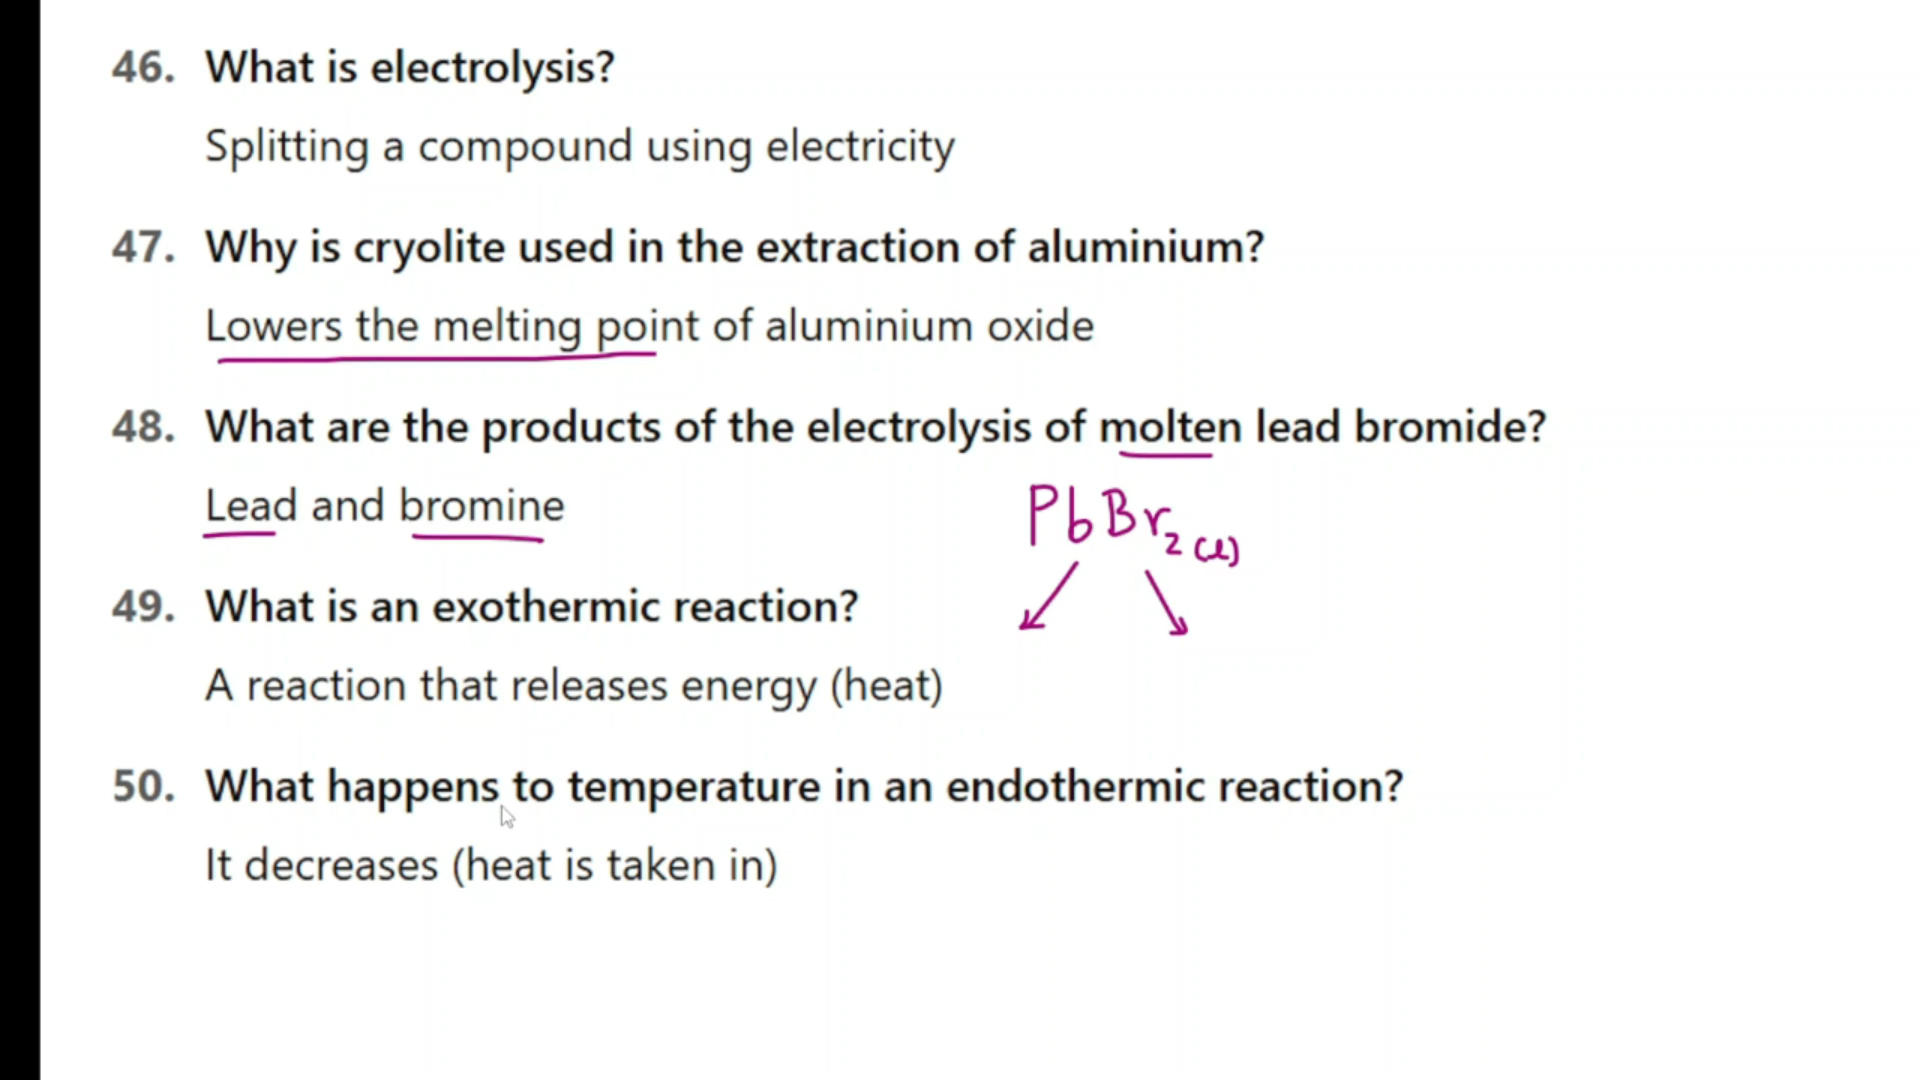 46. What is electrolysis?
Splitting a compound using electricity
47. Why is cryolite used in the extraction of aluminium?
Lowers the melting point of aluminium oxide
48. What are the products of the electrolysis of molten lead bromide?
Lead and bromine
PbBr₂(l)
49. What is an exothermic reaction?
A reaction that releases energy (heat)
50. What happens to temperature in an endothermic reaction?
It decreases (heat is taken in)